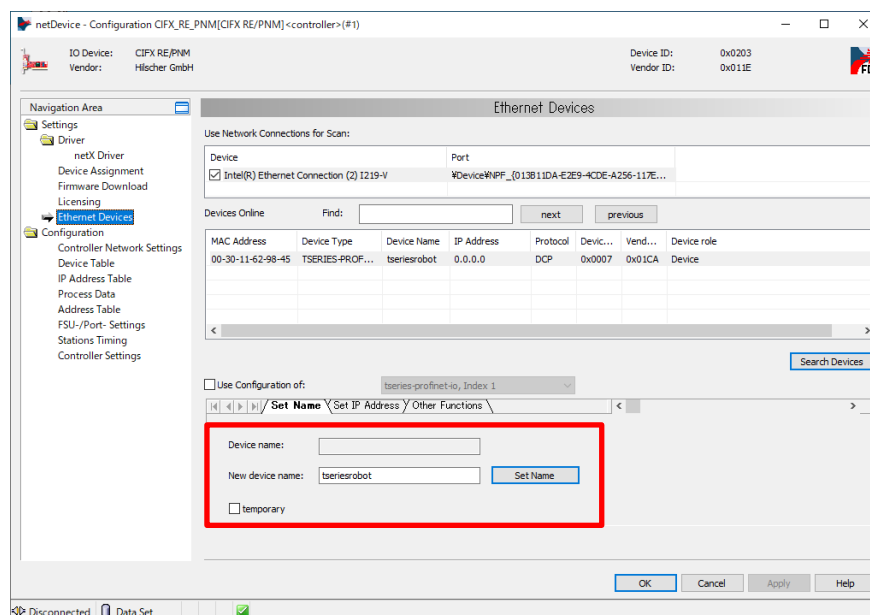 netDevice - Configuration CIFX_RE_PNM[CIFX RE/PNM]<controller>(#1)
IO Device: CIFX RE/PNM Device ID: 0x0203
Vendor: Hilscher GmbH Vendor ID: 0x011E
Navigation Area
Settings
Driver
netX Driver
Device Assignment
Firmware Download
Licensing
Ethernet Devices
Configuration
Controller Network Settings
Device Table
IP Address Table
Process Data
Address Table
FSU-/Port- Settings
Stations Timing
Controller Settings
Ethernet Devices
Use Network Connections for Scan:
Device Port
Intel(R) Ethernet Connection (2) I219-V ¥Device¥NPF_{013B11DA-E2E9-4CDE-A256-117E...
Devices Online Find: next previous
MAC Address Device Type Device Name IP Address Protocol Devic... Vend... Device role
00-30-11-62-98-45 TSERIES-PROF... tseriesrobot 0.0.0.0 DCP 0x0007 0x01CA Device
Search Devices
Use Configuration of: tseries-profinet-io, Index 1
Set Name Set IP Address Other Functions
Device name:
New device name: tseriesrobot Set Name
temporary
OK Cancel Apply Help
Disconnected Data Set